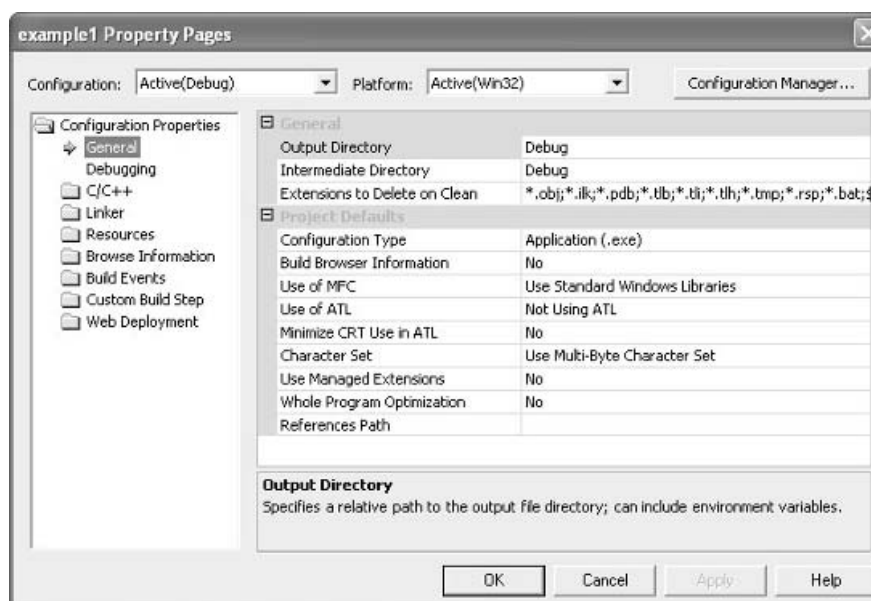 example1 Property Pages
Configuration: Active(Debug) Platform: Active(Win32) Configuration Manager...
Configuration Properties
General
Debugging
C/C++
Linker
Resources
Browse Information
Build Events
Custom Build Step
Web Deployment
General
Output Directory Debug
Intermediate Directory Debug
Extensions to Delete on Clean *.obj;*.ilk;*.pdb;*.tlb;*.tli;*.tlh;*.tmp;*.rsp;*.bat;$
Project Defaults
Configuration Type Application (.exe)
Build Browser Information No
Use of MFC Use Standard Windows Libraries
Use of ATL Not Using ATL
Minimize CRT Use in ATL No
Character Set Use Multi-Byte Character Set
Use Managed Extensions No
Whole Program Optimization No
References Path
Output Directory
Specifies a relative path to the output file directory; can include environment variables.
OK Cancel Apply Help